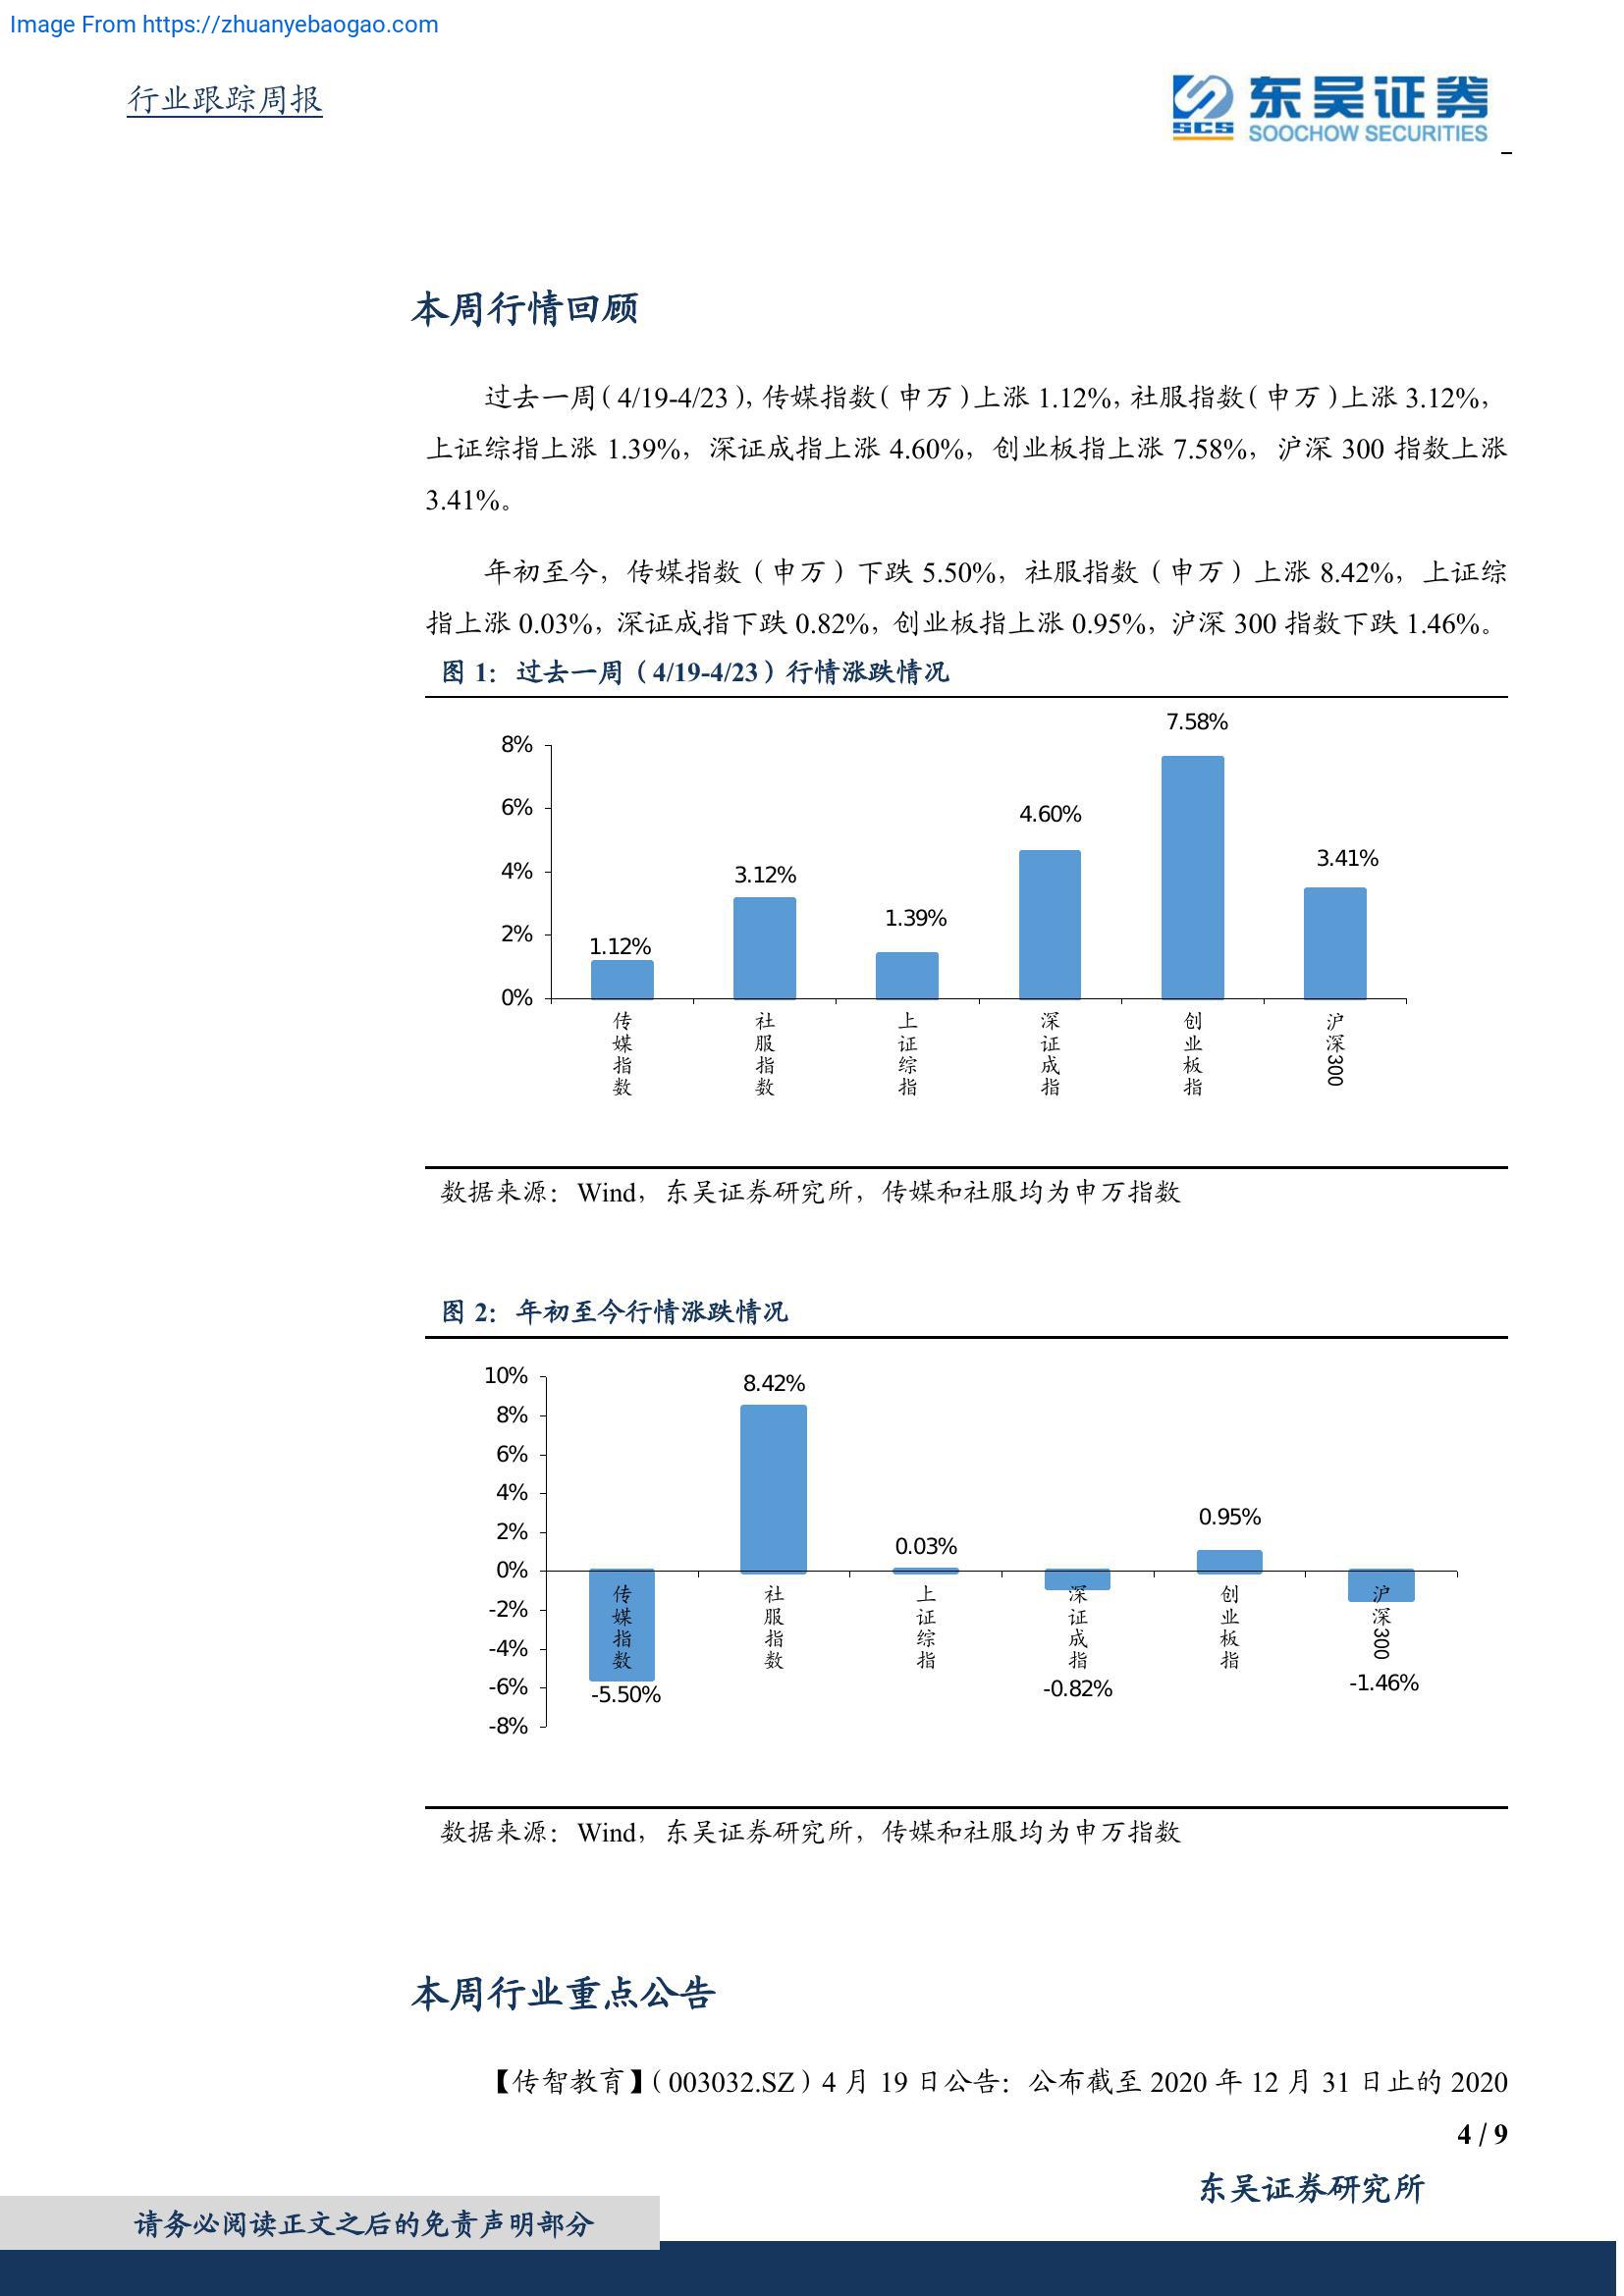 Image From https://zhuanyebaogao.com
行业跟踪周报
SCS 东吴证券
SOOCHOW SECURITIES
本周行情回顾
过去一周（4/19-4/23），传媒指数（申万）上涨 1.12%，社服指数（申万）上涨 3.12%，
上证综指上涨 1.39%，深证成指上涨 4.60%，创业板指上涨 7.58%，沪深 300 指数上涨
3.41%。
年初至今，传媒指数（申万）下跌 5.50%，社服指数（申万）上涨 8.42%，上证综
指上涨 0.03%，深证成指下跌 0.82%，创业板指上涨 0.95%，沪深 300 指数下跌 1.46%。
图 1：过去一周（4/19-4/23）行情涨跌情况
8%
6%
4%
2%
0%
1.12%
3.12%
1.39%
4.60%
7.58%
3.41%
传媒指数
社服指数
上证综指
深证成指
创业板指
沪深300
数据来源：Wind，东吴证券研究所，传媒和社服均为申万指数
图 2：年初至今行情涨跌情况
10%
8%
6%
4%
2%
0%
-2%
-4%
-6%
-8%
-5.50%
8.42%
0.03%
-0.82%
0.95%
-1.46%
传媒指数
社服指数
上证综指
深证成指
创业板指
沪深300
数据来源：Wind，东吴证券研究所，传媒和社服均为申万指数
本周行业重点公告
【传智教育】（003032.SZ）4 月 19 日公告：公布截至 2020 年 12 月 31 日止的 2020
4 / 9
东吴证券研究所
请务必阅读正文之后的免责声明部分